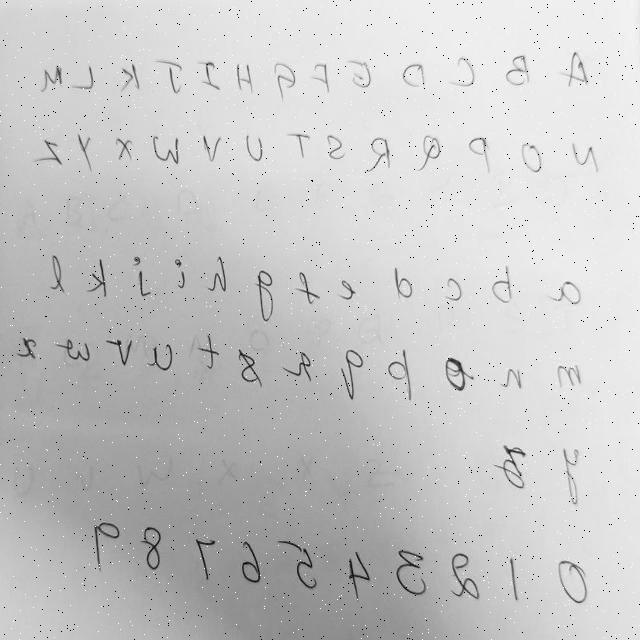 A B C D E F G H I J K L M
N O P Q R S T U V W X Y Z
a b c d e f g h i j k l
m n o p q r s t u v w x
y z
0 1 2 3 4 5 6 7 8 9